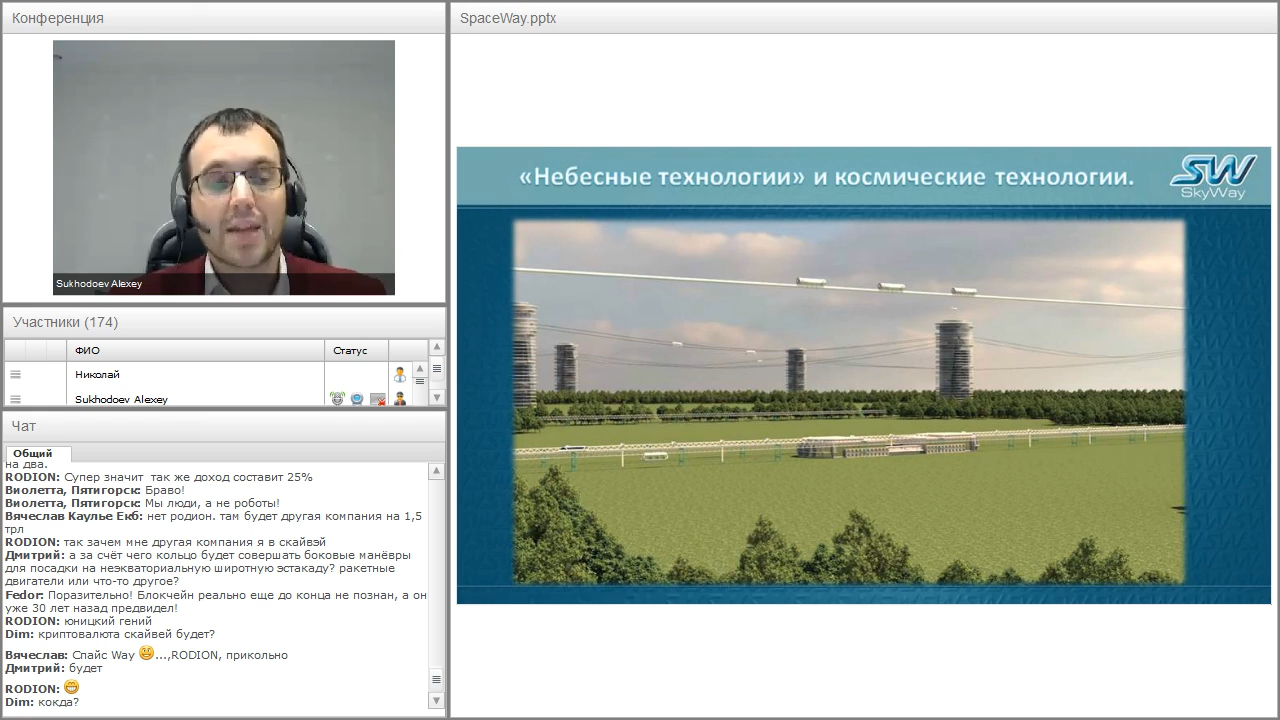 Конференция
Sukhodoev Alexey
Участники (174)
ФИО
Статус
Николай
Sukhodoev Alexey
Чат
Общий
на два.
RODION: Супер значит так же доход составит 25%
Виолетта, Пятигорск: Браво!
Виолетта, Пятигорск: Мы люди, а не роботы!
Вячеслав Каулье Екб: нет родион. там будет другая компания на 1,5
трл
RODION: так зачем мне другая компания я в скайвэй
Дмитрий: а за счёт чего кольцо будет совершать боковые манёвры
для посадки на неэкваториальную широтную эстакаду? ракетные
двигатели или что-то другое?
Fedor: Поразительно! Блокчейн реально еще до конца не познан, а он
уже 30 лет назад предвидел!
RODION: юницкий гений
Dim: криптовалюта скайвей будет?
Вячеслав: Спайс Way ...,RODION, прикольно
Дмитрий: будет
RODION:
Dim: кокда?
SpaceWay.pptx
«Небесные технологии» и космические технологии.
SW
SkyWay